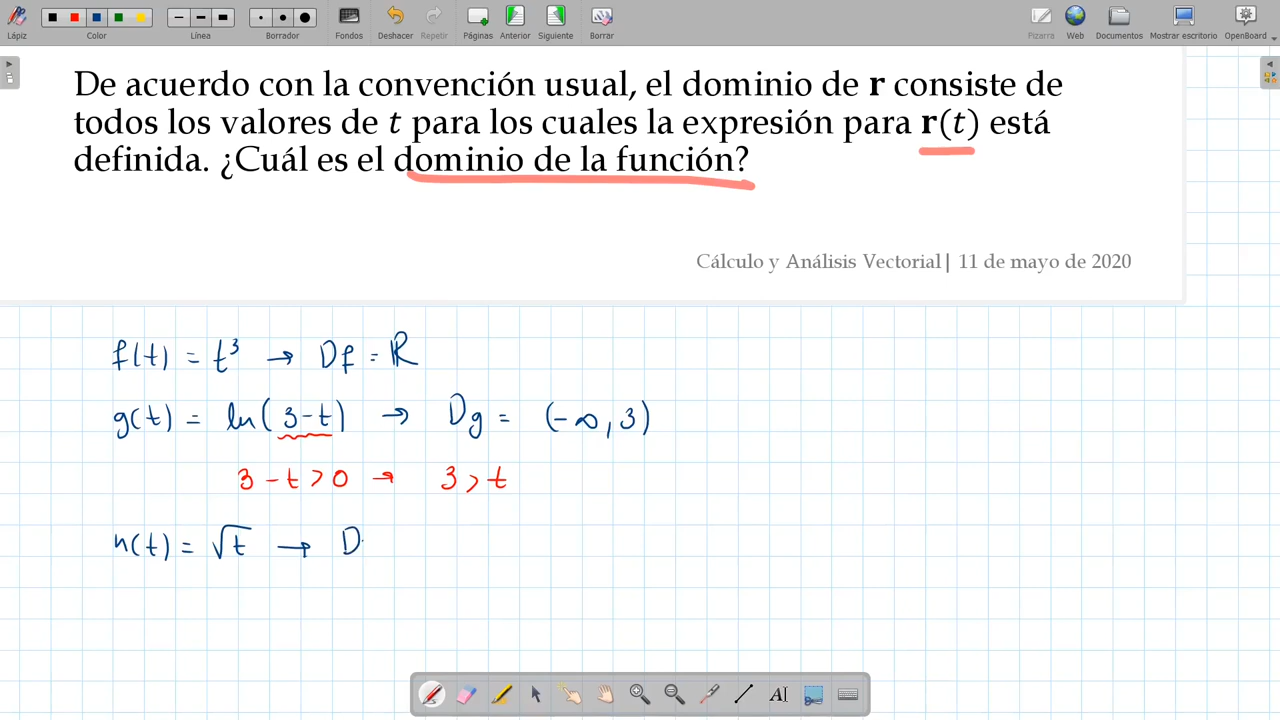 Lápiz Color Línea Borrador Fondos Deshacer Repetir Páginas Anterior Siguiente Borrar Pizarra Web Documentos Mostrar escritorio OpenBoard
De acuerdo con la convención usual, el dominio de r consiste de
todos los valores de t para los cuales la expresión para r(t) está
definida. ¿Cuál es el dominio de la función?
Cálculo y Análisis Vectorial| 11 de mayo de 2020
f(t) = t³ → Df = ℝ
g(t) = ln(3-t) → Dg = (-∞,3)
3-t>0 → 3>t
h(t) = √t → D
AI